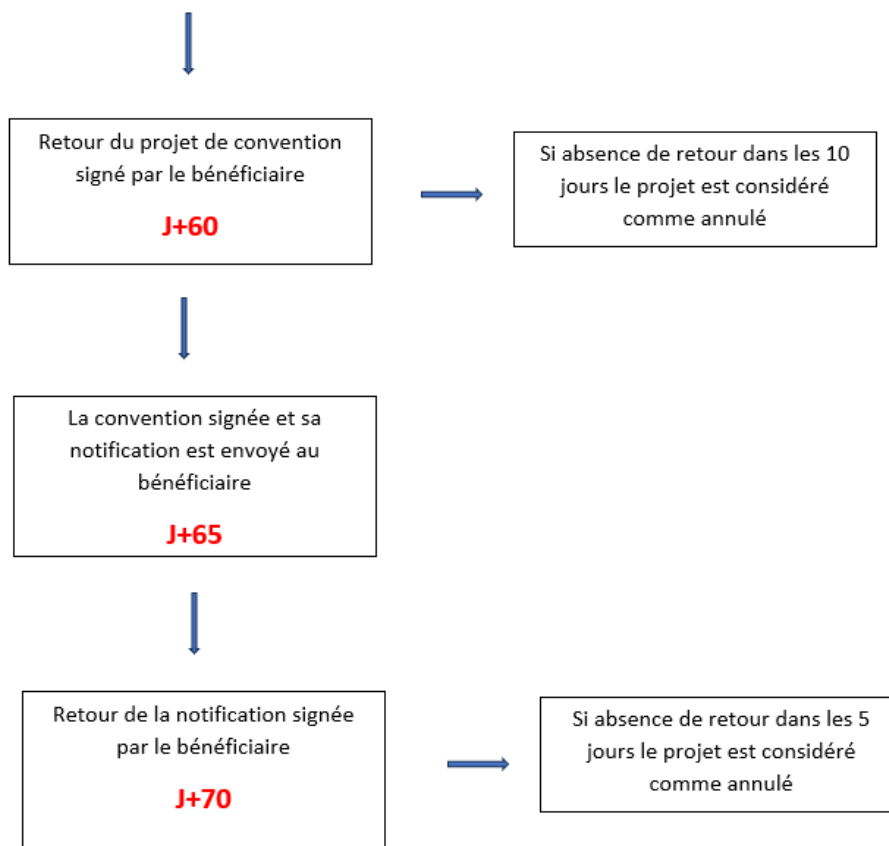 Retour du projet de convention
signé par le bénéficiaire
J+60
Si absence de retour dans les 10
jours le projet est considéré
comme annulé
La convention signée et sa
notification est envoyé au
bénéficiaire
J+65
Retour de la notification signée
par le bénéficiaire
J+70
Si absence de retour dans les 5
jours le projet est considéré
comme annulé